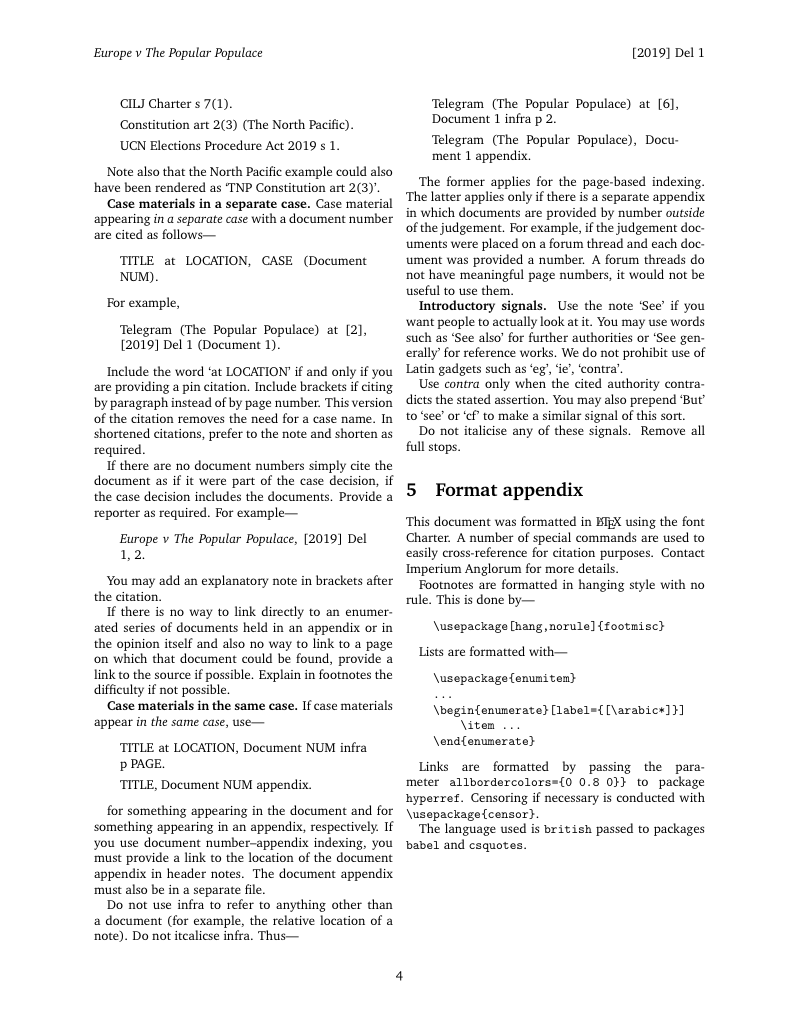 Europe v The Popular Populace
[2019] Del 1
CILJ Charter s 7(1).
Constitution art 2(3) (The North Pacific).
UCN Elections Procedure Act 2019 s 1.
Note also that the North Pacific example could also
have been rendered as ‘TNP Constitution art 2(3)’.
Case materials in a separate case. Case material
appearing in a separate case with a document number
are cited as follows—
TITLE at LOCATION, CASE (Document
NUM).
For example,
Telegram (The Popular Populace) at [2],
[2019] Del 1 (Document 1).
Include the word ‘at LOCATION’ if and only if you
are providing a pin citation. Include brackets if citing
by paragraph instead of by page number. This version
of the citation removes the need for a case name. In
shortened citations, prefer to the note and shorten as
required.
If there are no document numbers simply cite the
document as if it were part of the case decision, if
the case decision includes the documents. Provide a
reporter as required. For example—
Europe v The Popular Populace, [2019] Del
1, 2.
You may add an explanatory note in brackets after
the citation.
If there is no way to link directly to an enumer-
ated series of documents held in an appendix or in
the opinion itself and also no way to link to a page
on which that document could be found, provide a
link to the source if possible. Explain in footnotes the
difficulty if not possible.
Case materials in the same case. If case materials
appear in the same case, use—
TITLE at LOCATION, Document NUM infra
p PAGE.
TITLE, Document NUM appendix.
for something appearing in the document and for
something appearing in an appendix, respectively. If
you use document number–appendix indexing, you
must provide a link to the location of the document
appendix in header notes. The document appendix
must also be in a separate file.
Do not use infra to refer to anything other than
a document (for example, the relative location of a
note). Do not itcalicse infra. Thus—
Telegram (The Popular Populace) at [6],
Document 1 infra p 2.
Telegram (The Popular Populace), Docu-
ment 1 appendix.
The former applies for the page-based indexing.
The latter applies only if there is a separate appendix
in which documents are provided by number outside
of the judgement. For example, if the judgement doc-
uments were placed on a forum thread and each doc-
ument was provided a number. A forum threads do
not have meaningful page numbers, it would not be
useful to use them.
Introductory signals. Use the note ‘See’ if you
want people to actually look at it. You may use words
such as ‘See also’ for further authorities or ‘See gen-
erally’ for reference works. We do not prohibit use of
Latin gadgets such as ‘eg’, ‘ie’, ‘contra’.
Use contra only when the cited authority contra-
dicts the stated assertion. You may also prepend ‘But’
to ‘see’ or ‘cf’ to make a similar signal of this sort.
Do not italicise any of these signals. Remove all
full stops.
5 Format appendix
This document was formatted in LATEX using the font
Charter. A number of special commands are used to
easily cross-reference for citation purposes. Contact
Imperium Anglorum for more details.
Footnotes are formatted in hanging style with no
rule. This is done by—
\usepackage[hang,norule]{footmisc}
Lists are formatted with—
\usepackage{enumitem}
...
\begin{enumerate}[label={[\arabic*]}]
\item ...
\end{enumerate}
Links are formatted by passing the para-
meter allbordercolors={0 0.8 0}} to package
hyperref. Censoring if necessary is conducted with
\usepackage{censor}.
The language used is british passed to packages
babel and csquotes.
4